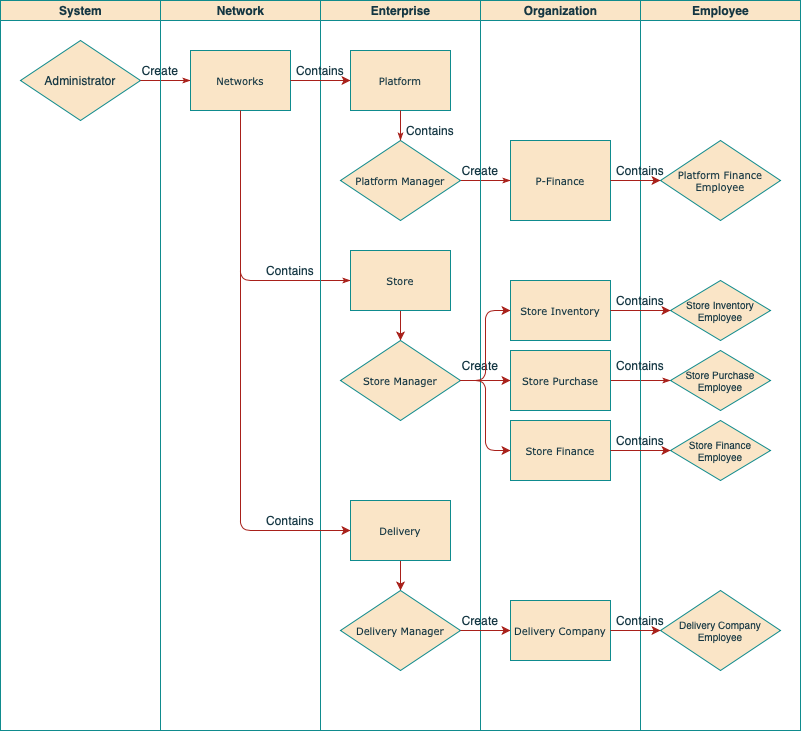 System
Network
Enterprise
Organization
Employee
Administrator
Create
Networks
Contains
Platform
Contains
Platform Manager
Create
P-Finance
Contains
Platform Finance
Employee
Contains
Store
Store Manager
Create
Store Inventory
Contains
Store Inventory
Employee
Store Purchase
Contains
Store Purchase
Employee
Store Finance
Contains
Store Finance
Employee
Contains
Delivery
Delivery Manager
Create
Delivery Company
Contains
Delivery Company
Employee